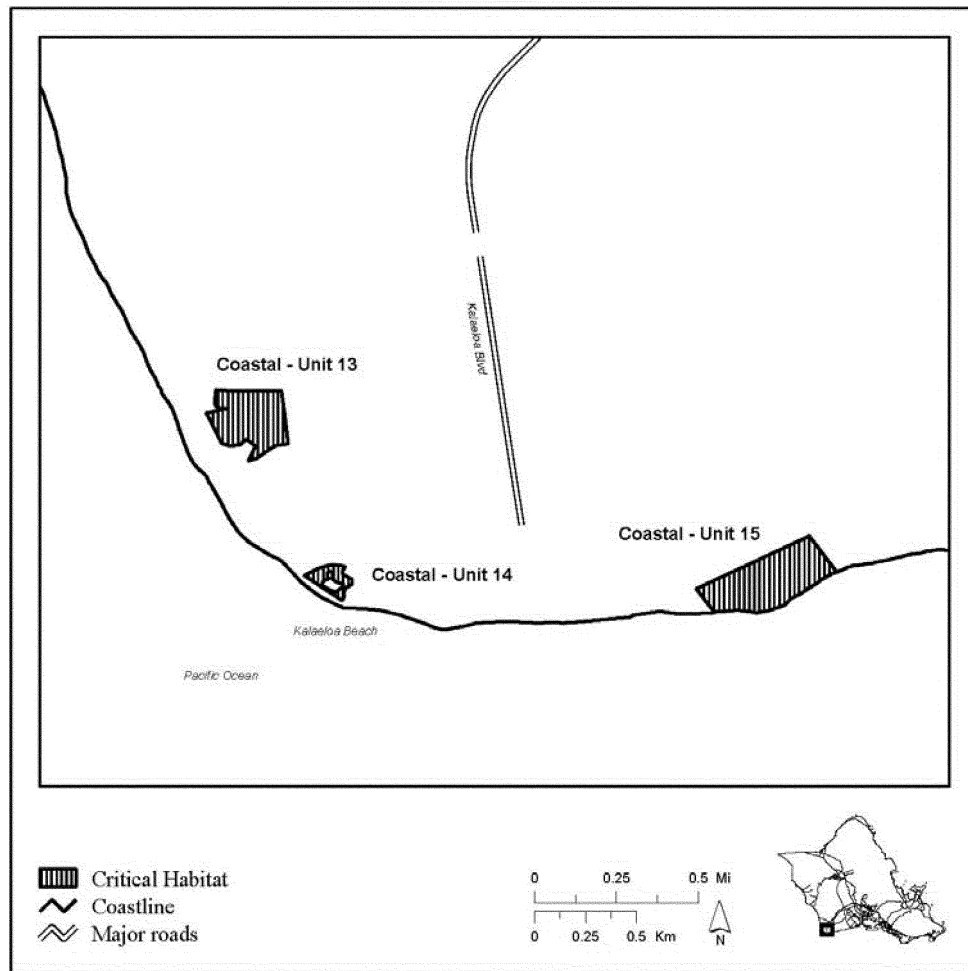 Kalaeloa Blvd
Coastal - Unit 13
Coastal - Unit 15
Coastal - Unit 14
Kalaeloa Beach
Pacific Ocean
Critical Habitat
Coastline
Major roads
0 0.25 0.5 Mi
0 0.25 0.5 Km
N